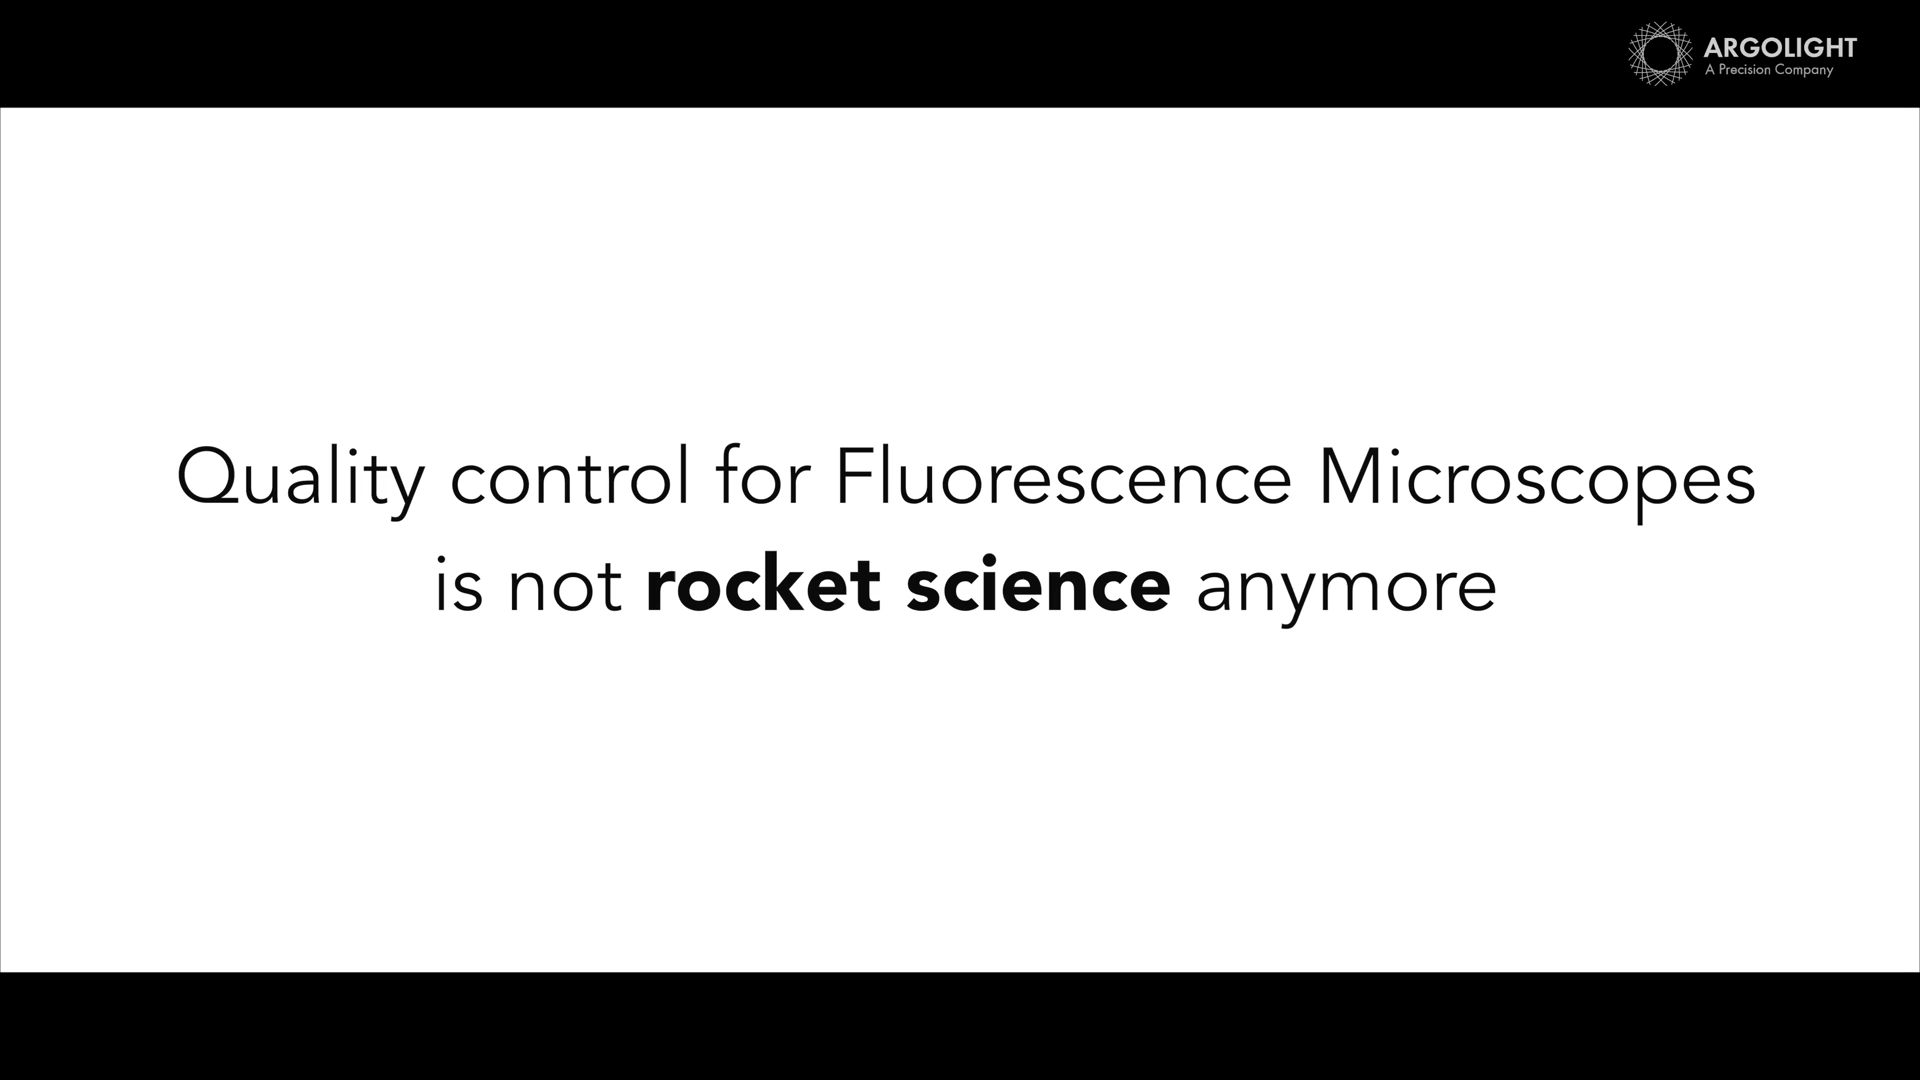 ARGOLIGHT
A Precision Company
Quality control for Fluorescence Microscopes
is not rocket science anymore